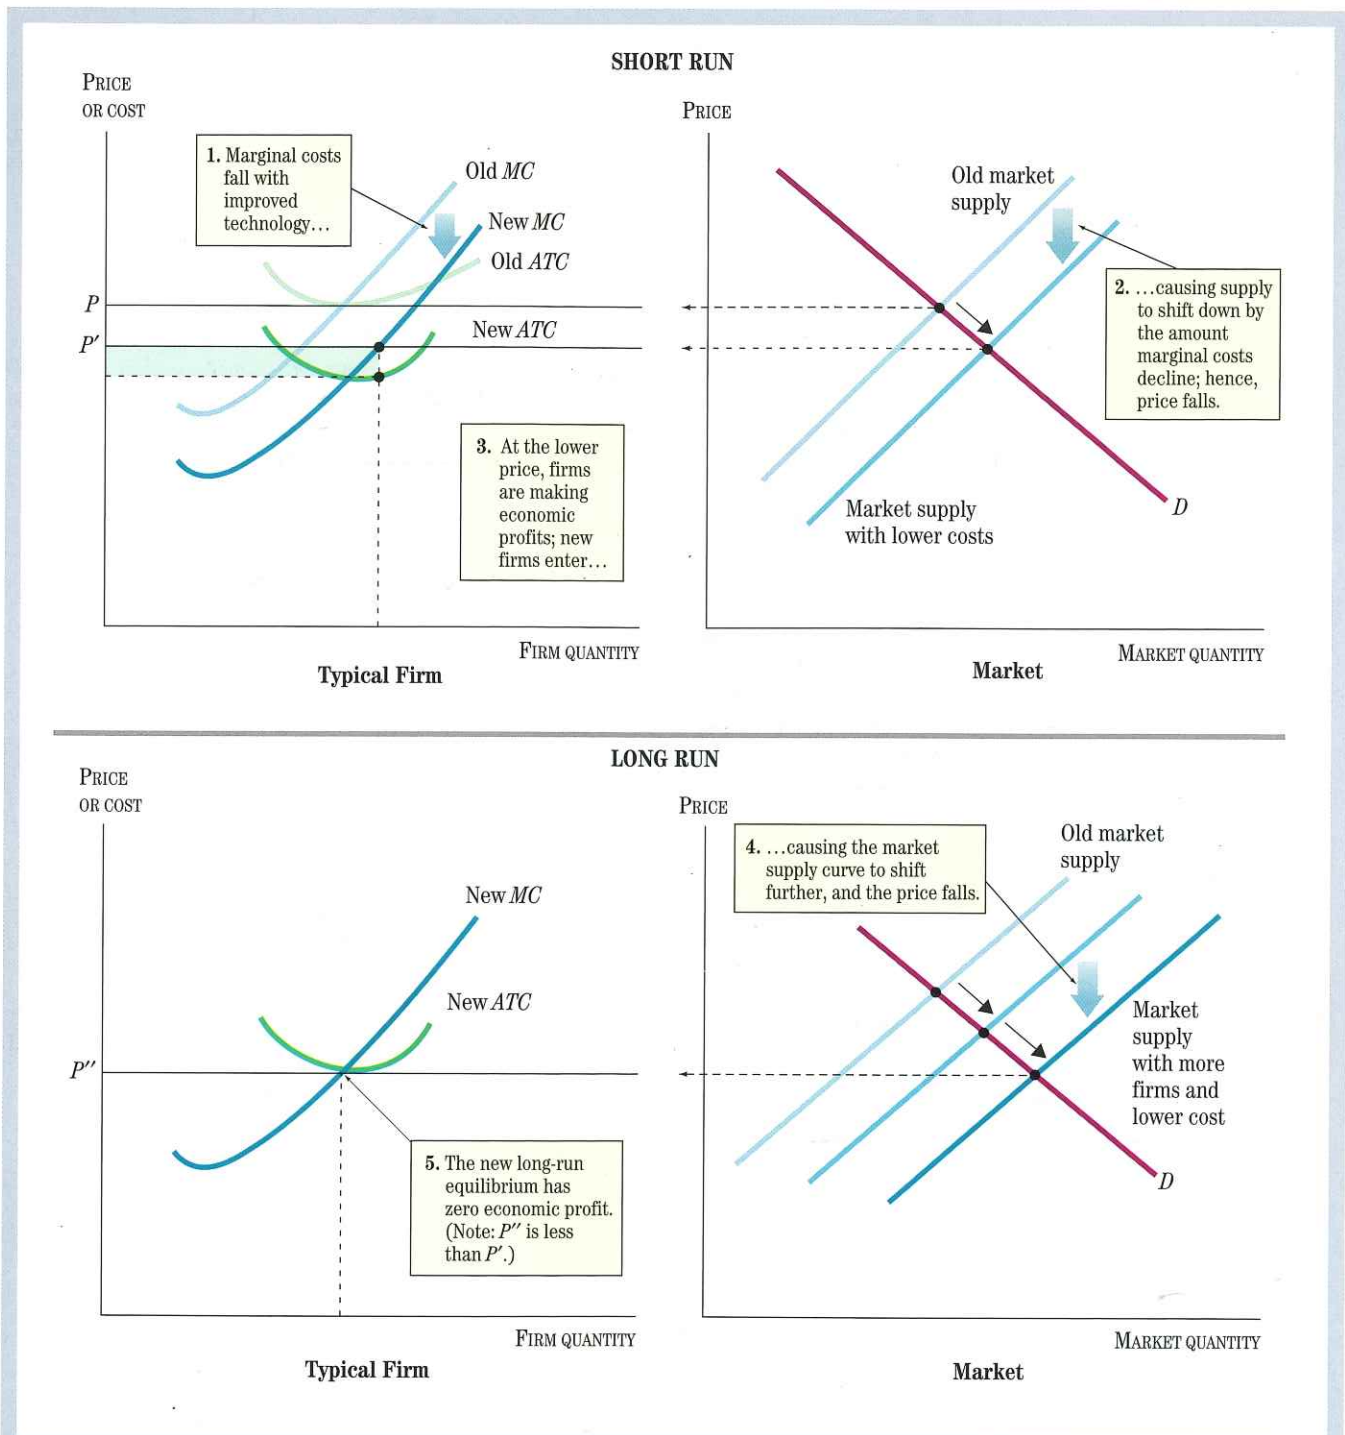 SHORT RUN
PRICE
OR COST
1. Marginal costs
fall with
improved
technology…
Old MC
New MC
Old ATC
P
New ATC
P′
3. At the lower
price, firms
are making
economic
profits; new
firms enter…
FIRM QUANTITY
Typical Firm
PRICE
Old market
supply
2. …causing supply
to shift down by
the amount
marginal costs
decline; hence,
price falls.
Market supply
with lower costs
D
MARKET QUANTITY
Market
LONG RUN
PRICE
OR COST
New MC
New ATC
P″
5. The new long-run
equilibrium has
zero economic profit.
(Note: P″ is less
than P′.)
FIRM QUANTITY
Typical Firm
PRICE
4. …causing the market
supply curve to shift
further, and the price falls.
Old market
supply
Market
supply
with more
firms and
lower cost
D
MARKET QUANTITY
Market